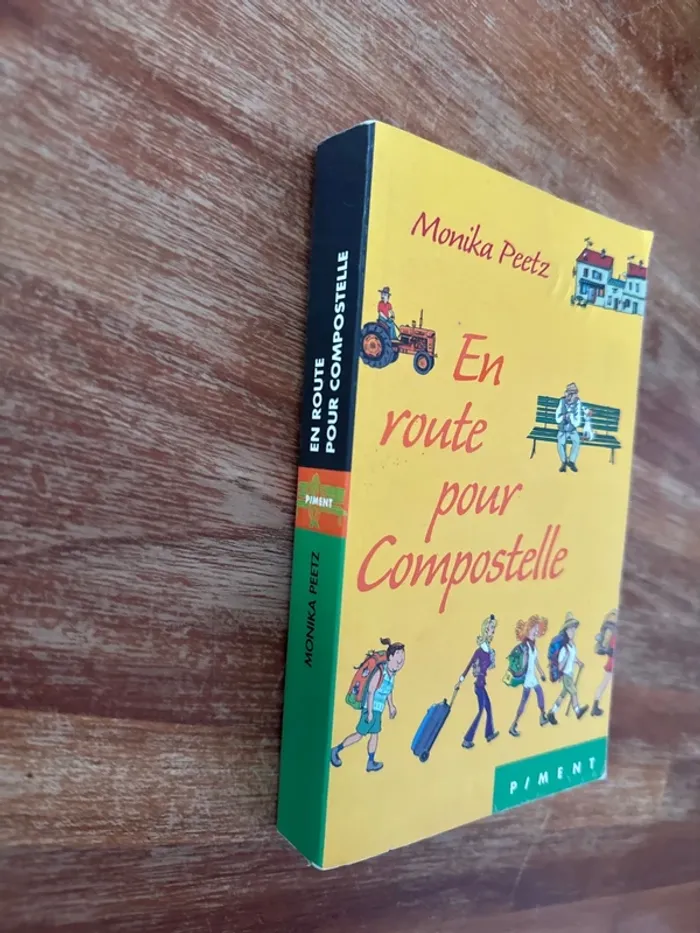 Monika Peetz
En
route
pour
Compostelle
PIMENT
EN ROUTE
POUR COMPOSTELLE
PIMENT
MONIKA PEETZ